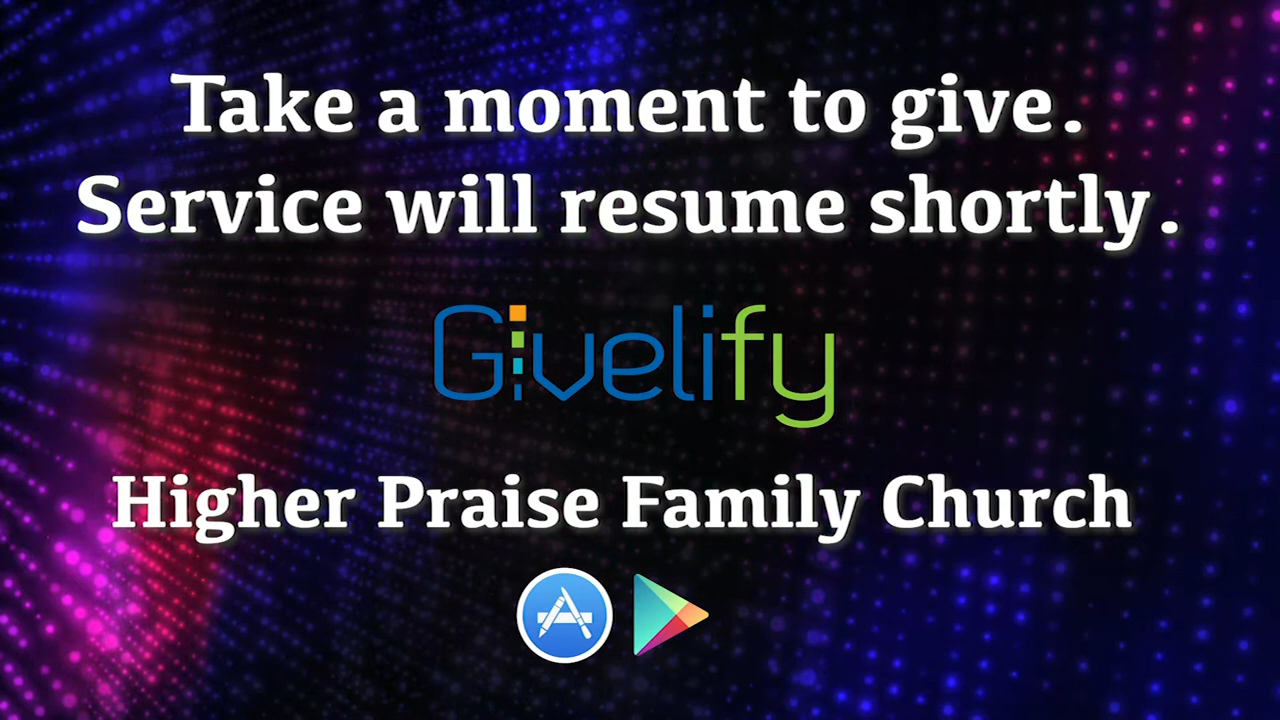 Take a moment to give.
Service will resume shortly.
Givelify
Higher Praise Family Church